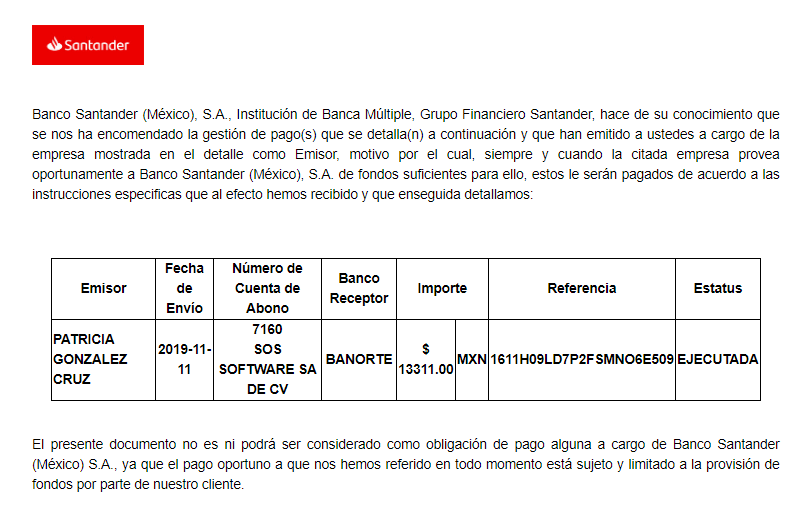 Santander
Banco Santander (México), S.A., Institución de Banca Múltiple, Grupo Financiero Santander, hace de su conocimiento que
se nos ha encomendado la gestión de pago(s) que se detalla(n) a continuación y que han emitido a ustedes a cargo de la
empresa mostrada en el detalle como Emisor, motivo por el cual, siempre y cuando la citada empresa provea
oportunamente a Banco Santander (México), S.A. de fondos suficientes para ello, estos le serán pagados de acuerdo a las
instrucciones especificas que al efecto hemos recibido y que enseguida detallamos:
Emisor
Fecha
de
Envío
Número de
Cuenta de
Abono
Banco
Receptor
Importe
Referencia
Estatus
PATRICIA
GONZALEZ
CRUZ
2019-11-
11
7160
SOS
SOFTWARE SA
DE CV
BANORTE
$
13311.00
MXN
1611H09LD7P2FSMNO6E509
EJECUTADA
El presente documento no es ni podrá ser considerado como obligación de pago alguna a cargo de Banco Santander
(México) S.A., ya que el pago oportuno a que nos hemos referido en todo momento está sujeto y limitado a la provisión de
fondos por parte de nuestro cliente.